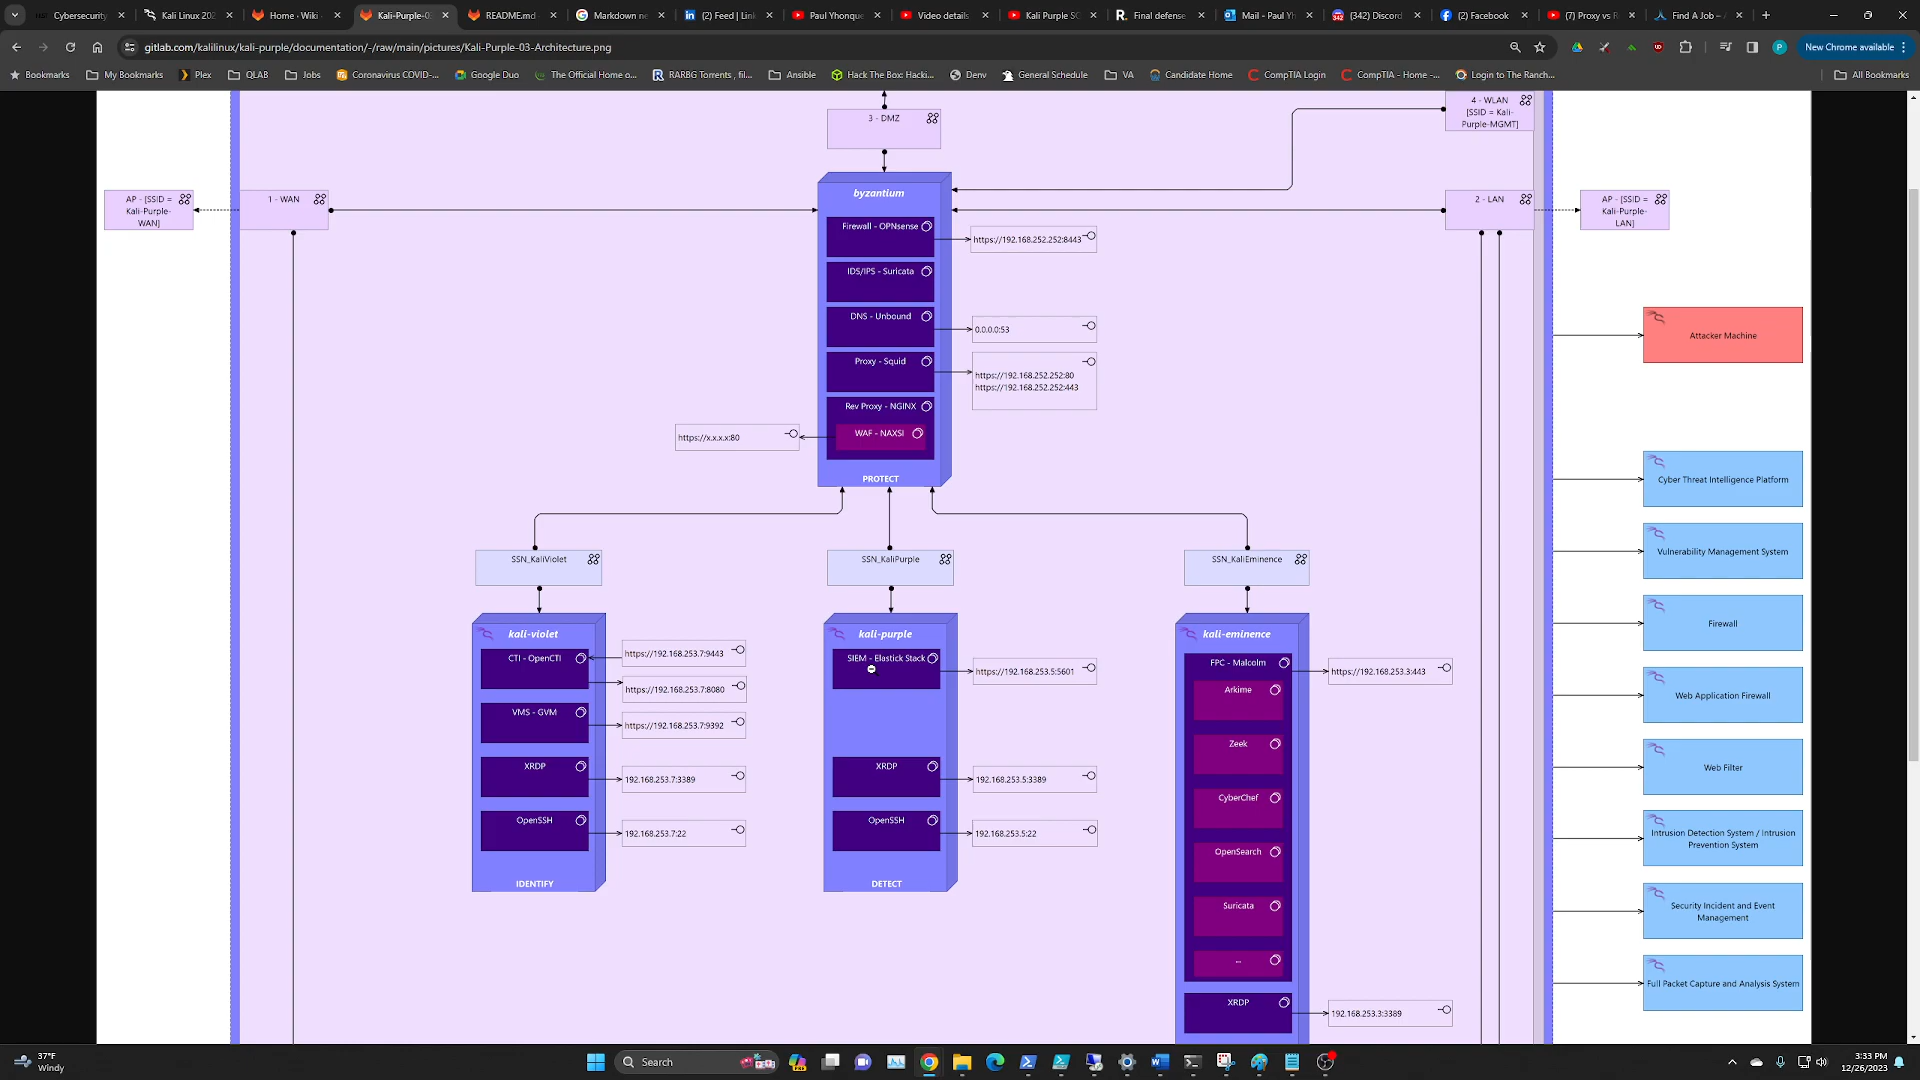 Cybersecurity
Kali Linux 202
Home · Wiki ·
Kali-Purple-0
README.md ·
Markdown ne
(2) Feed | Link
Paul Yhonque
Video details
Kali Purple SO
Final defense
Mail - Paul Yh
(342) Discord
(2) Facebook
(7) Proxy vs R
Find A Job –
gitlab.com/kalilinux/kali-purple/documentation/-/raw/main/pictures/Kali-Purple-03-Architecture.png
New Chrome available
Bookmarks
My Bookmarks
Plex
QLAB
Jobs
Coronavirus COVID-...
Google Duo
The Official Home o...
RARBG Torrents , fil...
Ansible
Hack The Box: Hacki...
Denv
General Schedule
VA
Candidate Home
CompTIA Login
CompTIA - Home -...
Login to The Ranch...
All Bookmarks
3 - DMZ
4 - WLAN
[SSID = Kali-
Purple-MGMT]
byzantium
AP - [SSID =
Kali-Purple-
WAN]
1 - WAN
2 - LAN
AP - [SSID =
Kali-Purple-
LAN]
Firewall - OPNsense
https://192.168.252.252:8443
IDS/IPS - Suricata
DNS - Unbound
0.0.0.0:53
Proxy - Squid
https://192.168.252.252:80
https://192.168.252.252:443
Rev Proxy - NGINX
WAF - NAXSI
https://x.x.x.x:80
PROTECT
Attacker Machine
Cyber Threat Intelligence Platform
Vulnerability Management System
Firewall
Web Application Firewall
Web Filter
Intrusion Detection System / Intrusion
Prevention System
Security Incident and Event
Management
Full Packet Capture and Analysis System
SSN_KaliViolet
SSN_KaliPurple
SSN_KaliEminence
kali-violet
CTI - OpenCTI
https://192.168.253.7:9443
https://192.168.253.7:8080
VMS - GVM
https://192.168.253.7:9392
XRDP
192.168.253.7:3389
OpenSSH
192.168.253.7:22
IDENTIFY
kali-purple
SIEM - Elastick Stack
https://192.168.253.5:5601
XRDP
192.168.253.5:3389
OpenSSH
192.168.253.5:22
DETECT
kali-eminence
FPC - Malcolm
https://192.168.253.3:443
Arkime
Zeek
CyberChef
OpenSearch
Suricata
...
XRDP
192.168.253.3:3389
37°F
Windy
Search
3:33 PM
12/26/2023